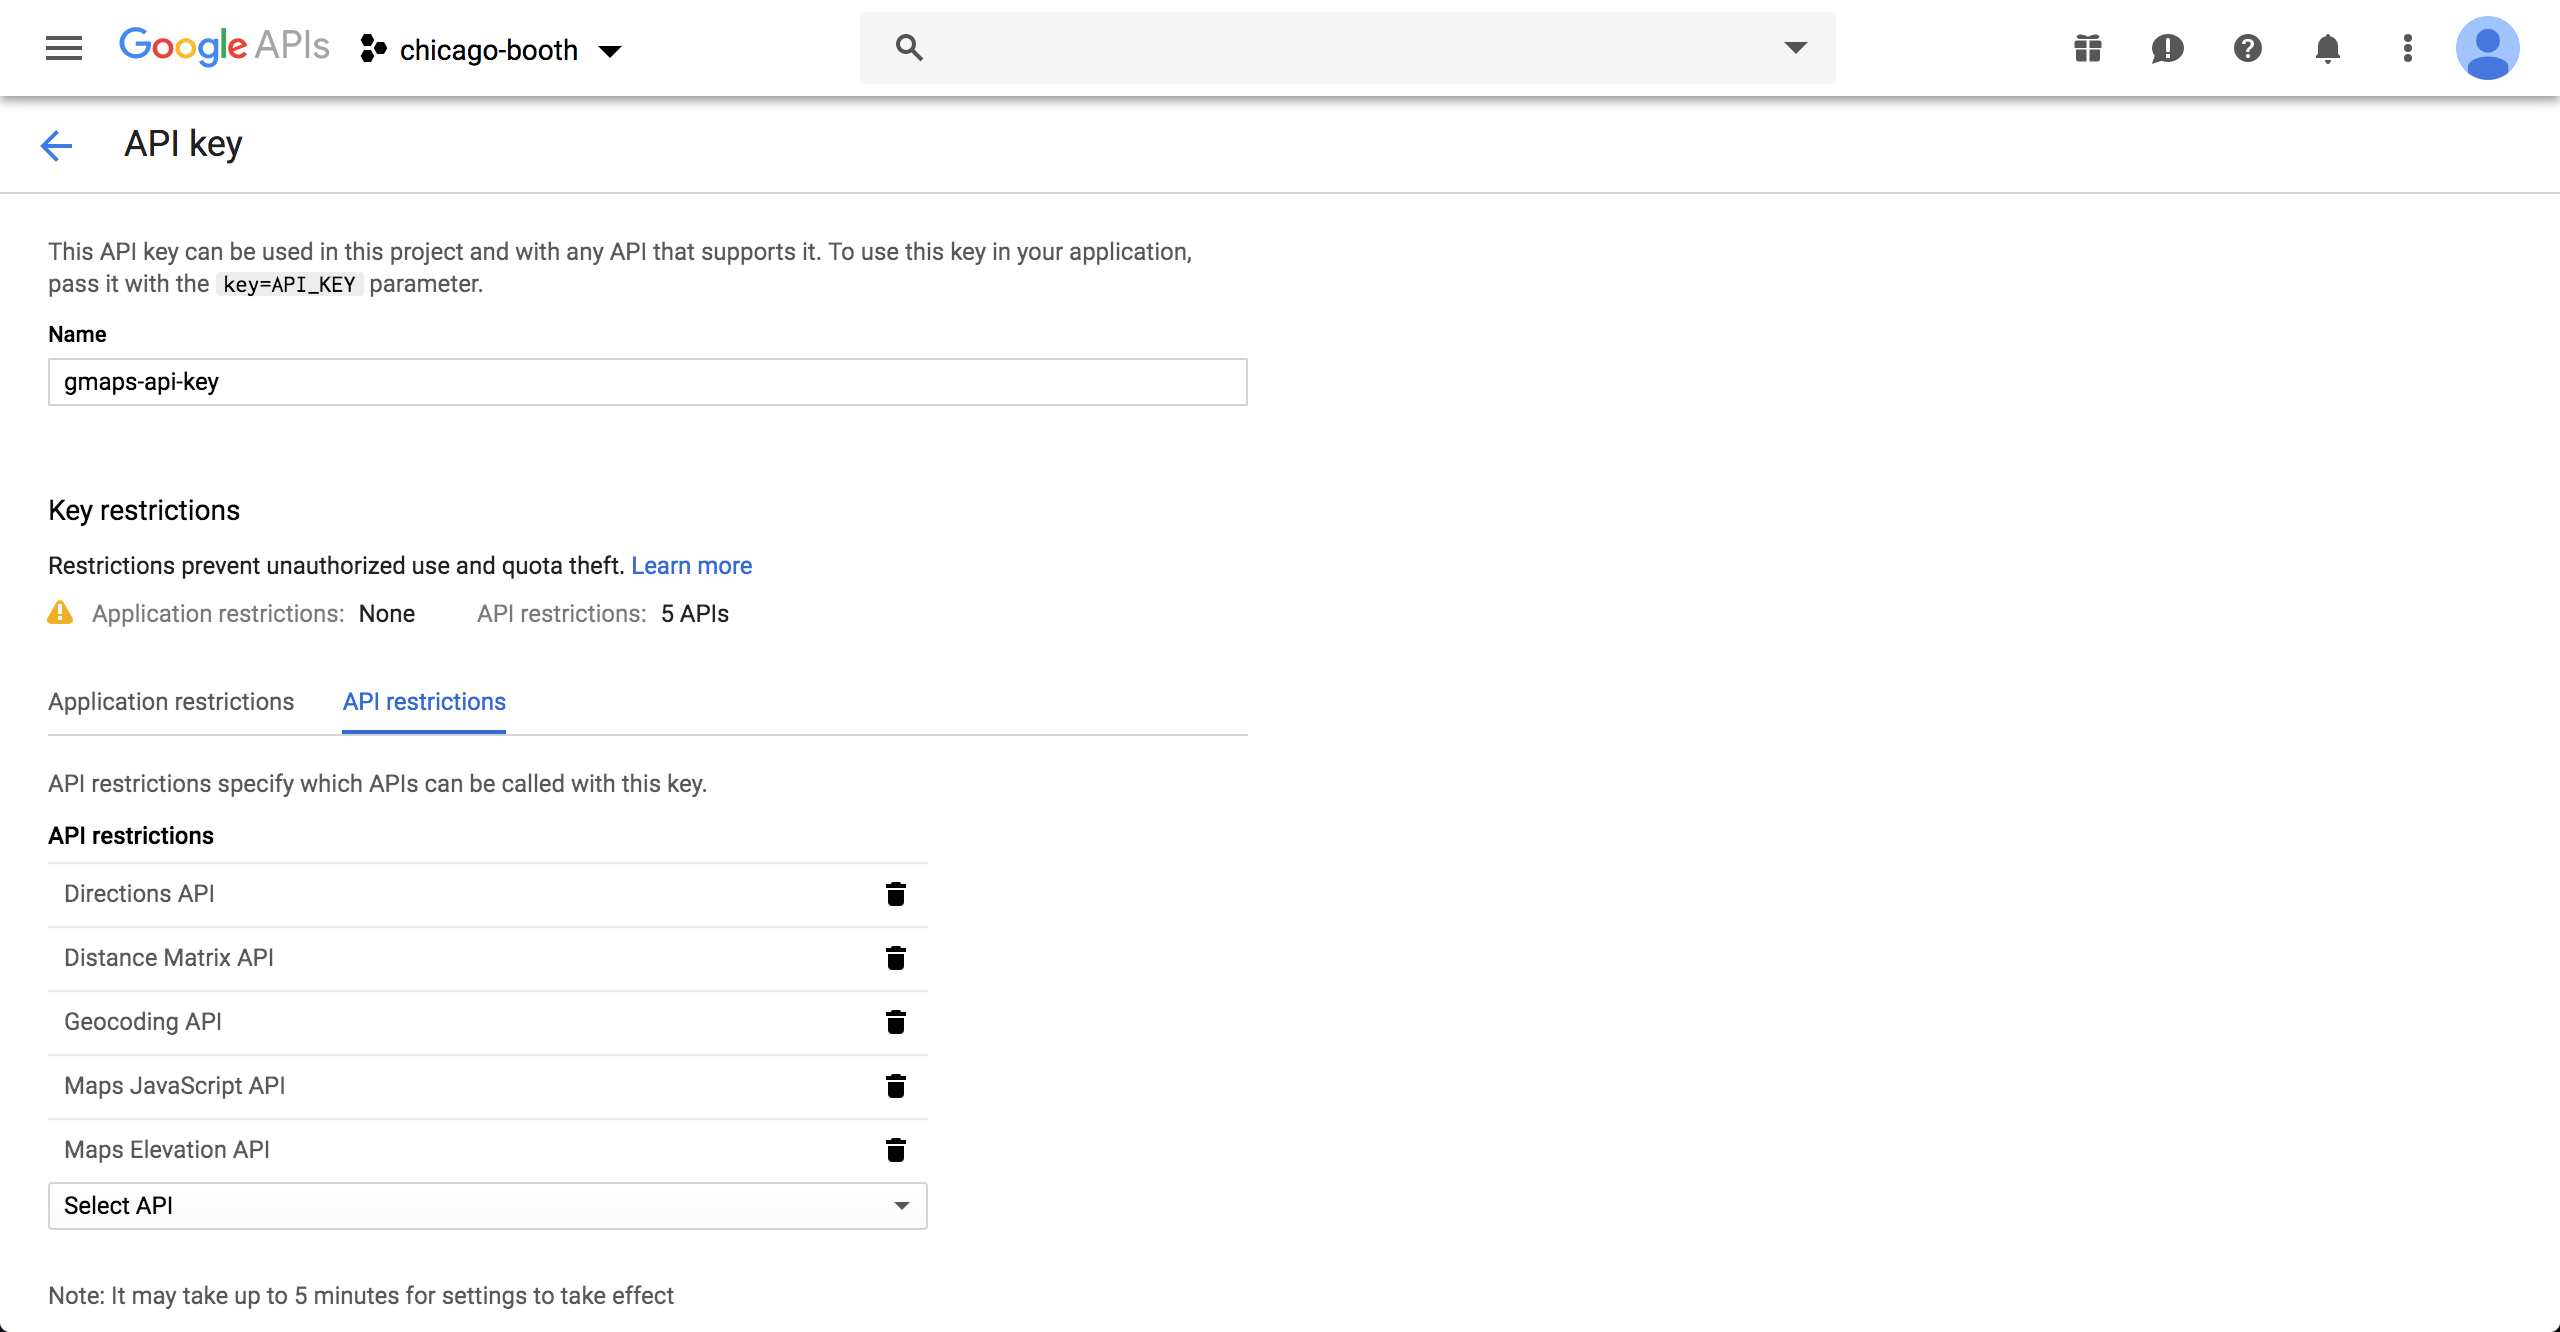 Google APIs chicago-booth
API key
This API key can be used in this project and with any API that supports it. To use this key in your application,
pass it with the key=API_KEY parameter.
Name
gmaps-api-key
Key restrictions
Restrictions prevent unauthorized use and quota theft. Learn more
Application restrictions: None API restrictions: 5 APIs
Application restrictions API restrictions
API restrictions specify which APIs can be called with this key.
API restrictions
Directions API
Distance Matrix API
Geocoding API
Maps JavaScript API
Maps Elevation API
Select API
Note: It may take up to 5 minutes for settings to take effect